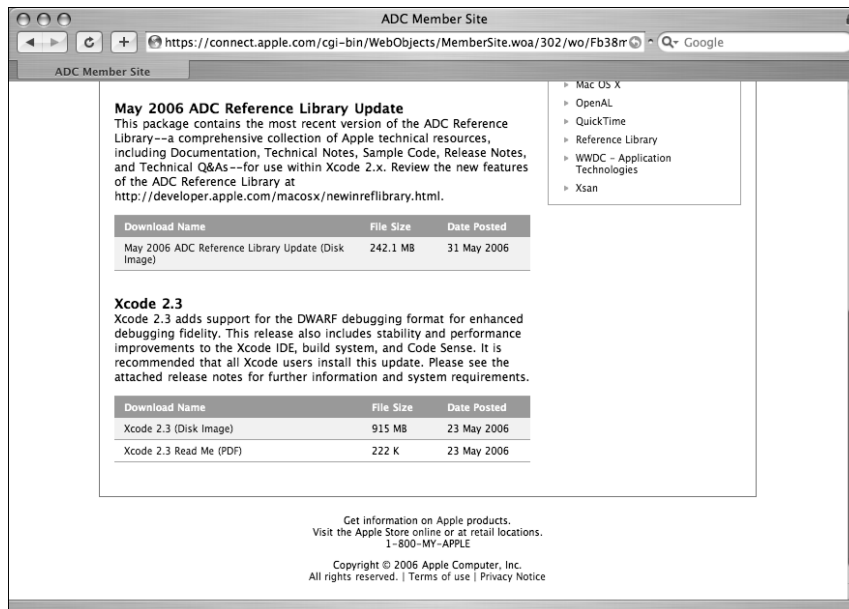 ADC Member Site
https://connect.apple.com/cgi-bin/WebObjects/MemberSite.woa/302/wo/Fb38m
Google
ADC Member Site
May 2006 ADC Reference Library Update
This package contains the most recent version of the ADC Reference
Library--a comprehensive collection of Apple technical resources,
including Documentation, Technical Notes, Sample Code, Release Notes,
and Technical Q&As--for use within Xcode 2.x. Review the new features
of the ADC Reference Library at
http://developer.apple.com/macosx/newinreflibrary.html.
Download Name File Size Date Posted
May 2006 ADC Reference Library Update (Disk
Image) 242.1 MB 31 May 2006
Xcode 2.3
Xcode 2.3 adds support for the DWARF debugging format for enhanced
debugging fidelity. This release also includes stability and performance
improvements to the Xcode IDE, build system, and Code Sense. It is
recommended that all Xcode users install this update. Please see the
attached release notes for further information and system requirements.
Download Name File Size Date Posted
Xcode 2.3 (Disk Image) 915 MB 23 May 2006
Xcode 2.3 Read Me (PDF) 222 K 23 May 2006
Mac OS X
OpenAL
QuickTime
Reference Library
WWDC - Application
Technologies
Xsan
Get information on Apple products.
Visit the Apple Store online or at retail locations.
1-800-MY-APPLE
Copyright © 2006 Apple Computer, Inc.
All rights reserved. | Terms of use | Privacy Notice